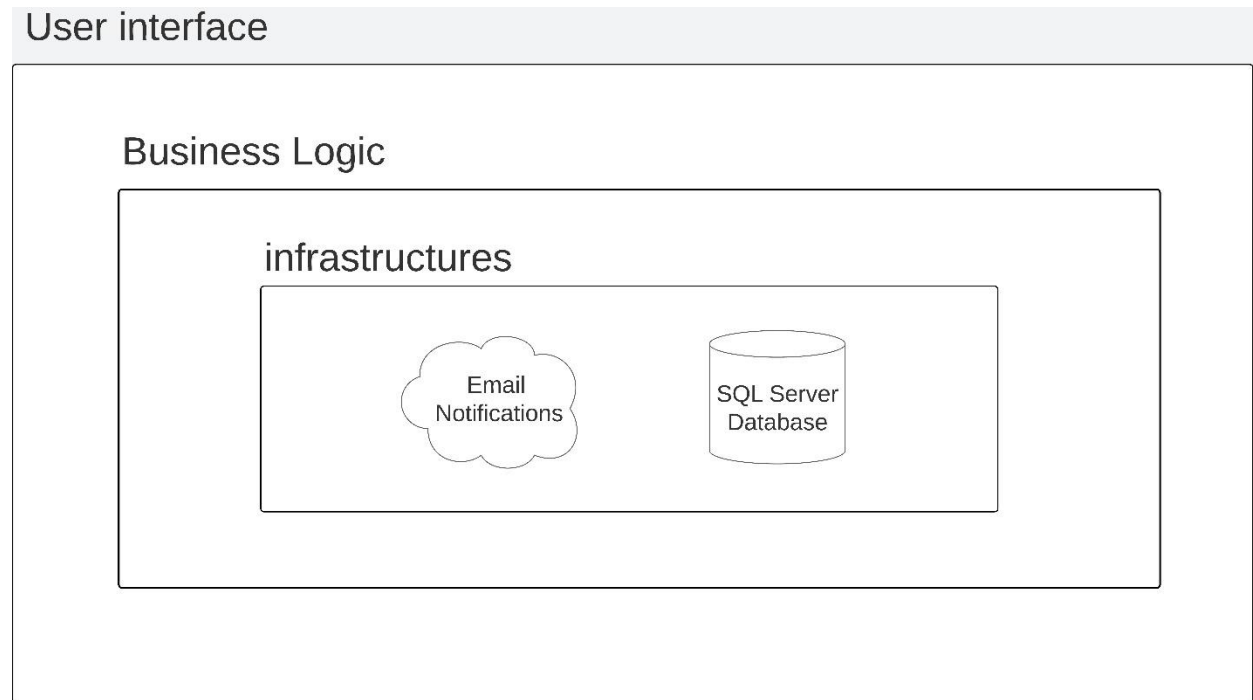 User interface
Business Logic
infrastructures
Email
Notifications
SQL Server
Database